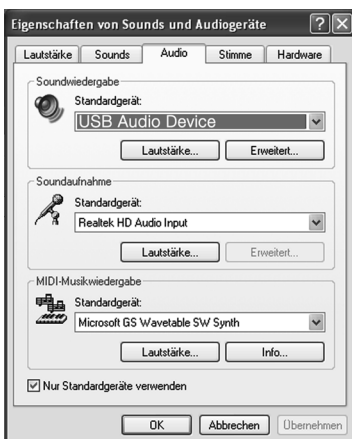 Eigenschaften von Sounds und Audiogeräte
Lautstärke Sounds Audio Stimme Hardware
Soundwiedergabe
Standardgerät:
USB Audio Device
Lautstärke... Erweitert...
Soundaufnahme
Standardgerät:
Realtek HD Audio Input
Lautstärke... Erweitert...
MIDI-Musikwiedergabe
Standardgerät:
Microsoft GS Wavetable SW Synth
Lautstärke... Info...
Nur Standardgeräte verwenden
OK Abbrechen Übernehmen